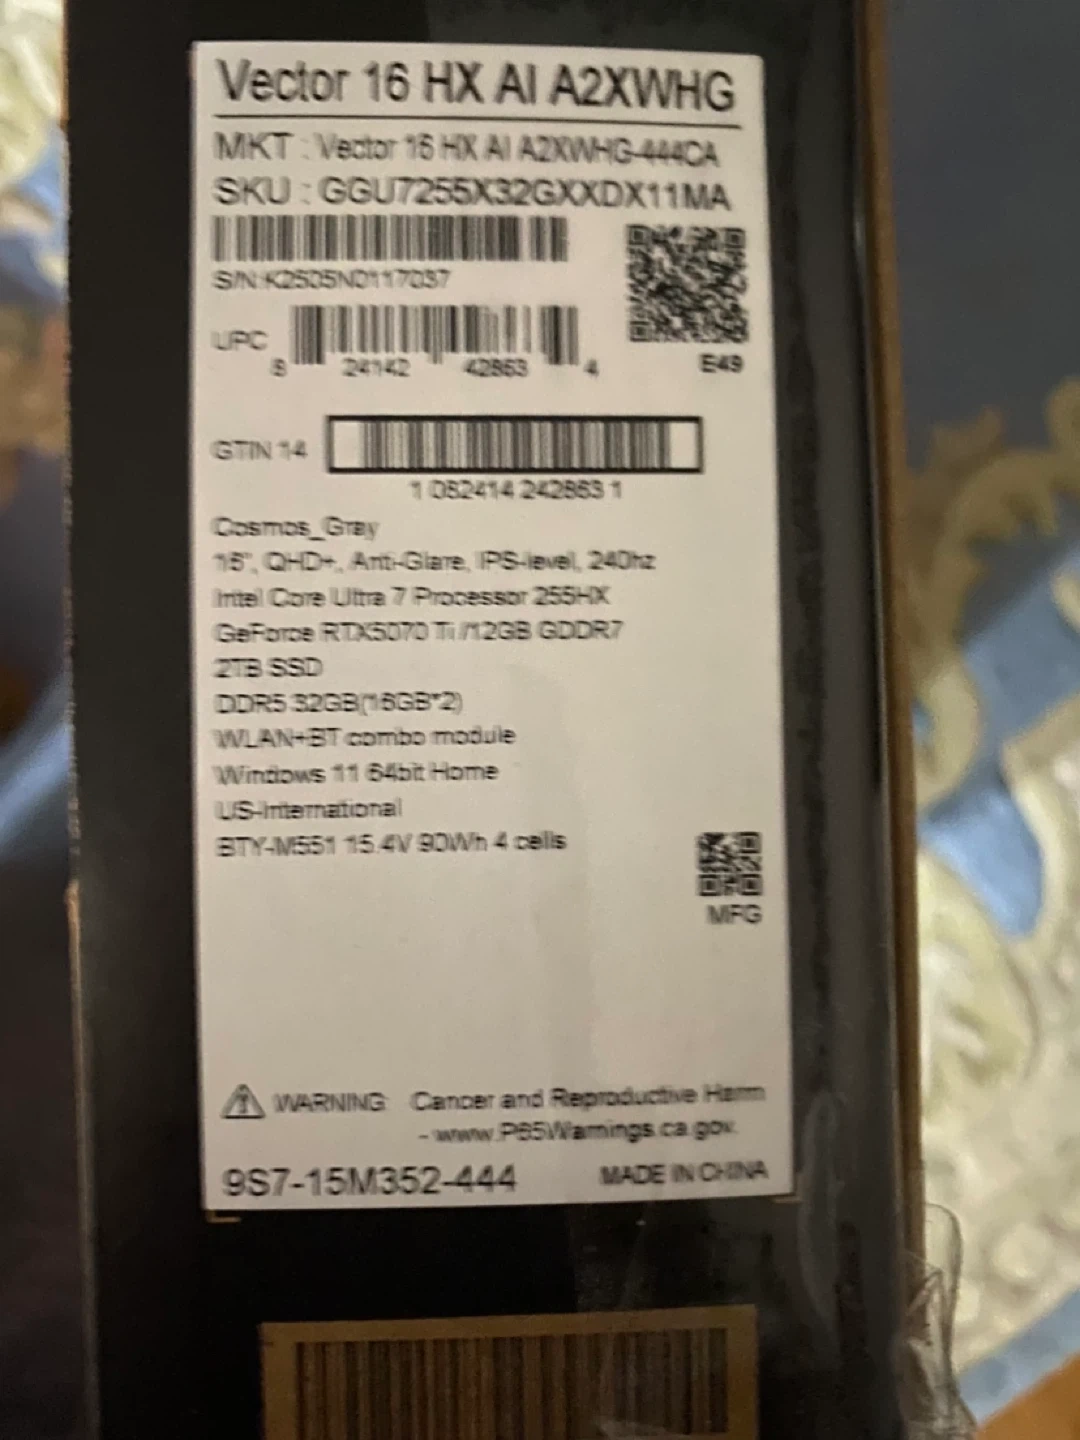 Vector 16 HX AI A2XWHG
MKT : Vector 16 HX AI A2XWHG-444CA
SKU : GGU7255X32GXXDX11MA
S/N:K2505N0117037
UPC
8 24142 42863 4
E49
GTIN 14
1 0824142 42863 1
Cosmos_Gray
16", QHD+, Anti-Glare, IPS-level, 240hz
Intel Core Ultra 7 Processor 255HX
GeForce RTX5070 Ti /12GB GDDR7
2TB SSD
DDR5 32GB(16GB*2)
WLAN+BT combo module
Windows 11 64bit Home
US-International
BTY-M551 15.4V 90Wh 4 cells
MFG
WARNING: Cancer and Reproductive Harm
- www.P65Warnings.ca.gov.
9S7-15M352-444 MADE IN CHINA